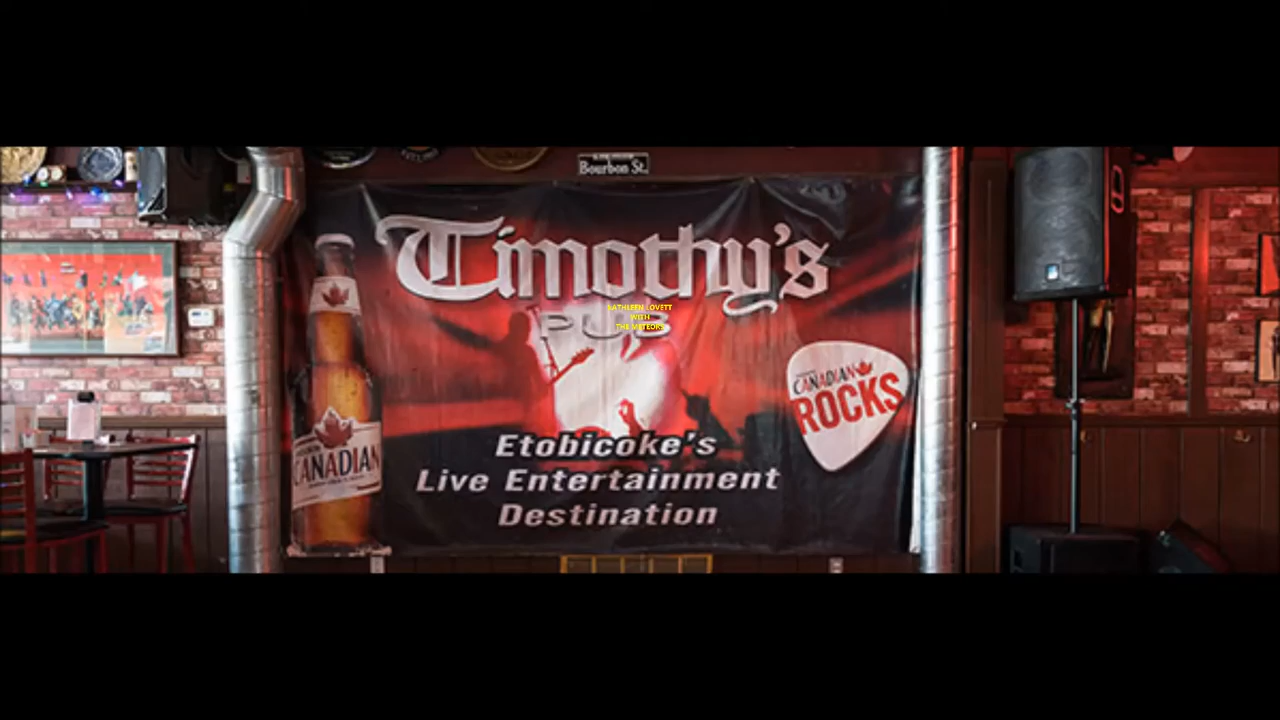 Bourbon St.
Timothy's
PUB
KATHLEEN LOVETT
WITH
THE METEORS
CANADIAN
CANADIAN
ROCKS
Etobicoke's
Live Entertainment
Destination